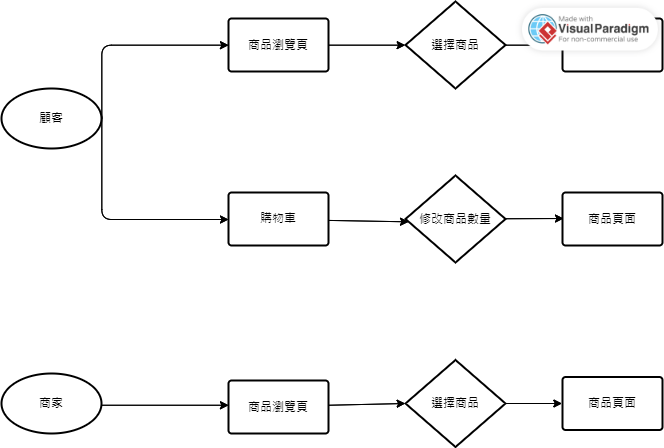 商品瀏覽頁
選擇商品
Made with
Visual Paradigm
For non-commercial use
顧客
購物車
修改商品數量
商品頁面
商家
商品瀏覽頁
選擇商品
商品頁面